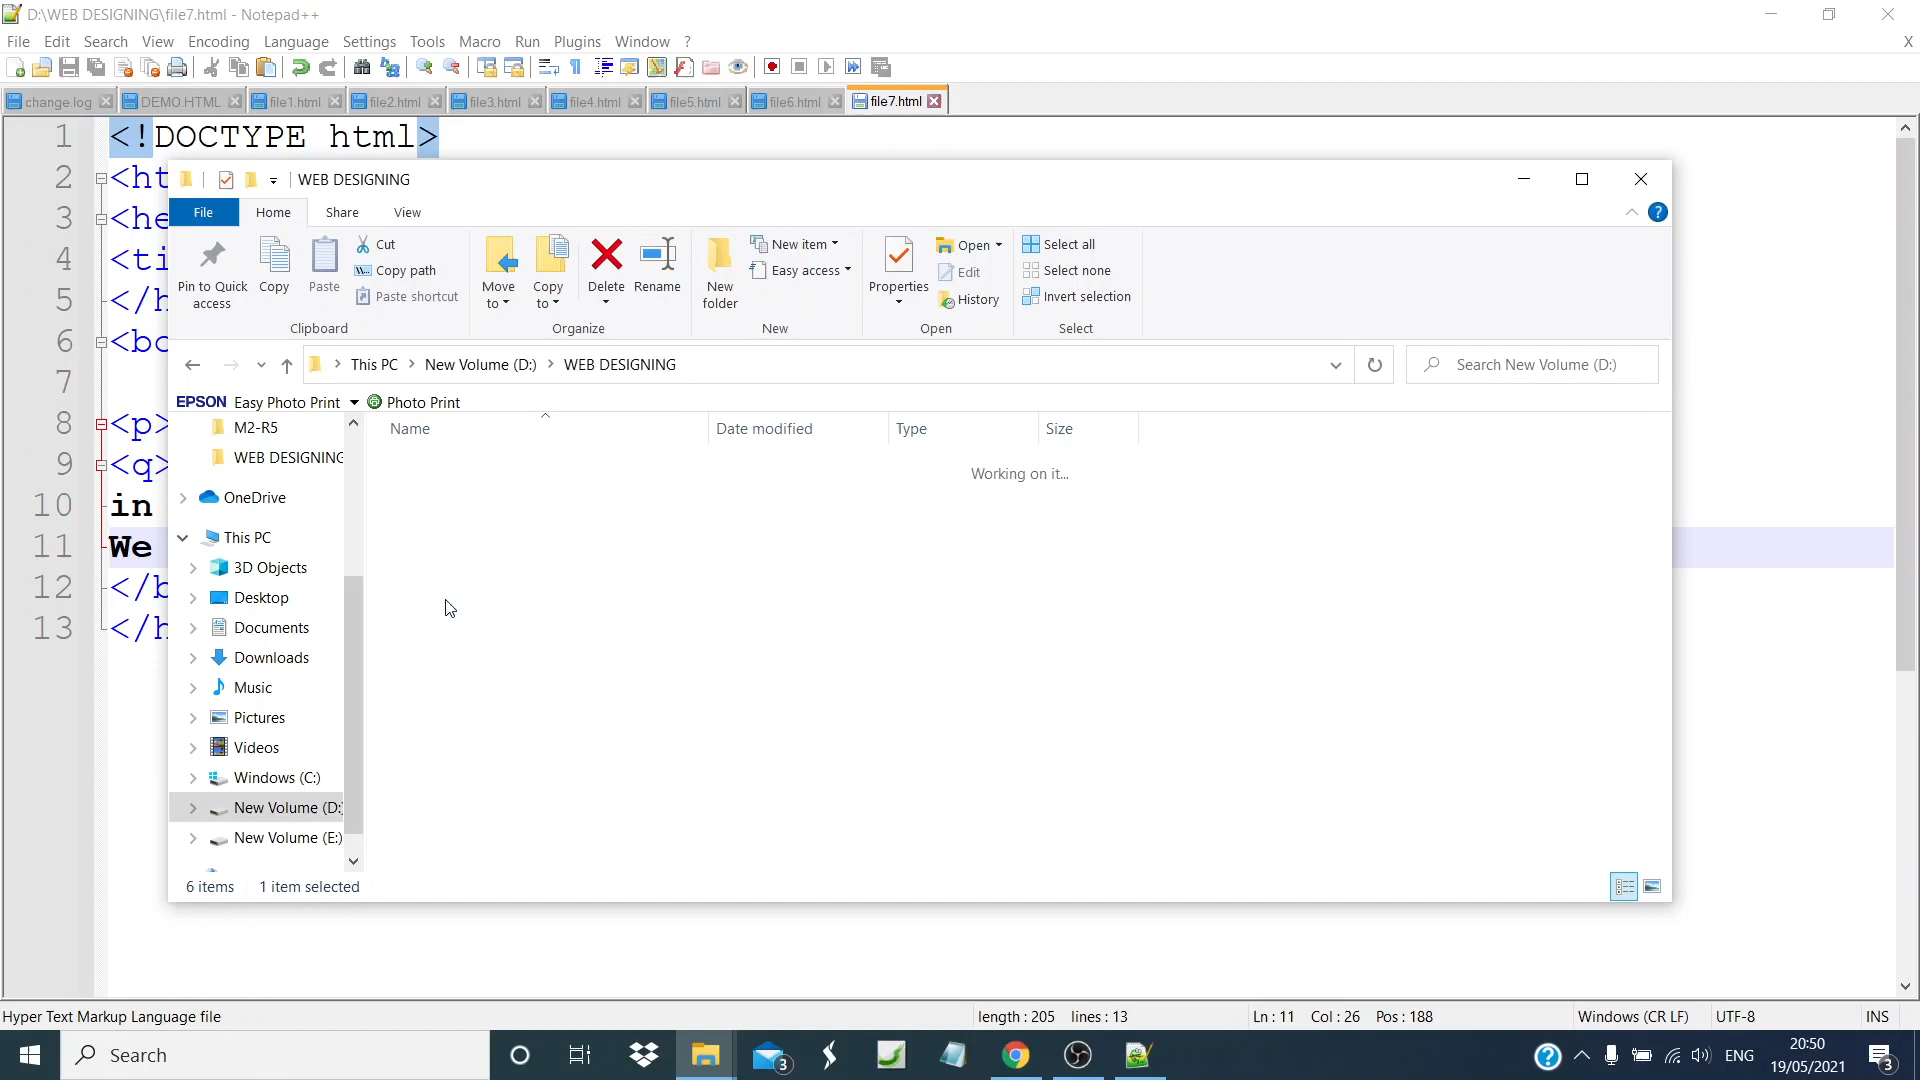 D:\WEB DESIGNING\file7.html - Notepad++
File Edit Search View Encoding Language Settings Tools Macro Run Plugins Window ? X
change.log DEMO.HTML file1.html file2.html file3.html file4.html file5.html file6.html file7.html
1 <!DOCTYPE html>
2 <ht
3 <he
4 <ti
5 </h
6 <bo
7
8 <p>
9 <q>
10 in
11 We
12 </b
13 </h
WEB DESIGNING
File Home Share View
Pin to Quick access
Copy
Paste
Cut
Copy path
Paste shortcut
Clipboard
Move to
Copy to
Delete
Rename
Organize
New folder
New item
Easy access
New
Properties
Open
Edit
History
Open
Select all
Select none
Invert selection
Select
This PC > New Volume (D:) > WEB DESIGNING
Search New Volume (D:)
EPSON Easy Photo Print Photo Print
Name Date modified Type Size
Working on it...
M2-R5
WEB DESIGNING
OneDrive
This PC
3D Objects
Desktop
Documents
Downloads
Music
Pictures
Videos
Windows (C:)
New Volume (D:)
New Volume (E:)
6 items 1 item selected
Hyper Text Markup Language file length : 205 lines : 13 Ln : 11 Col : 26 Pos : 188 Windows (CR LF) UTF-8 INS
Search
3
ENG
20:50
19/05/2021
3